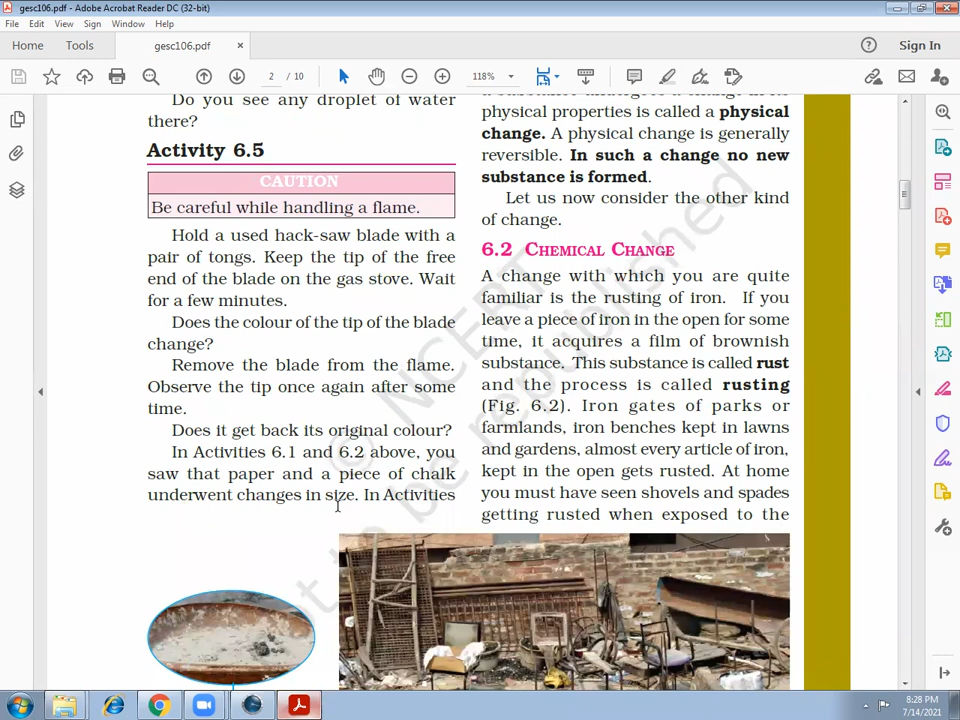 gesc106.pdf - Adobe Acrobat Reader DC (32-bit)
File Edit View Sign Window Help
Home Tools gesc106.pdf × Sign In
2 / 10 118%
Do you see any droplet of water
there?
Activity 6.5
CAUTION
Be careful while handling a flame.
Hold a used hack-saw blade with a
pair of tongs. Keep the tip of the free
end of the blade on the gas stove. Wait
for a few minutes.
Does the colour of the tip of the blade
change?
Remove the blade from the flame.
Observe the tip once again after some
time.
Does it get back its original colour?
In Activities 6.1 and 6.2 above, you
saw that paper and a piece of chalk
underwent changes in size. In Activities
a substance undergoes a change in its
physical properties is called a physical
change. A physical change is generally
reversible. In such a change no new
substance is formed.
Let us now consider the other kind
of change.
6.2 CHEMICAL CHANGE
A change with which you are quite
familiar is the rusting of iron. If you
leave a piece of iron in the open for some
time, it acquires a film of brownish
substance. This substance is called rust
and the process is called rusting
(Fig. 6.2). Iron gates of parks or
farmlands, iron benches kept in lawns
and gardens, almost every article of iron,
kept in the open gets rusted. At home
you must have seen shovels and spades
getting rusted when exposed to the
© NCERT
not to be republished
8:28 PM
7/14/2021